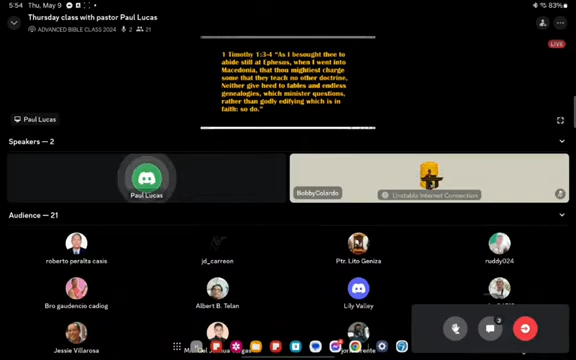 5:54 Thu, May 9
83%
Thursday class with pastor Paul Lucas
ADVANCED BIBLE CLASS 2024 2 21
LIVE
1 Timothy 1:3-4 "As I besought thee to
abide still at Ephesus, when I went into
Macedonia, that thou mightiest charge
some that they teach no other doctrine,
Neither give heed to fables and endless
genealogies, which minister questions,
rather than godly edifying which is in
faith: so do."
Paul Lucas
Speakers — 2
Paul Lucas
BobbyColardo
Unstable Internet Connection
Audience — 21
roberto peralta casis
jd_carreon
Ptr. Lito Geniza
ruddy024
Bro gaudencio cadiog
Albert B. Telan
Lily Valley
3
Jessie Villarosa